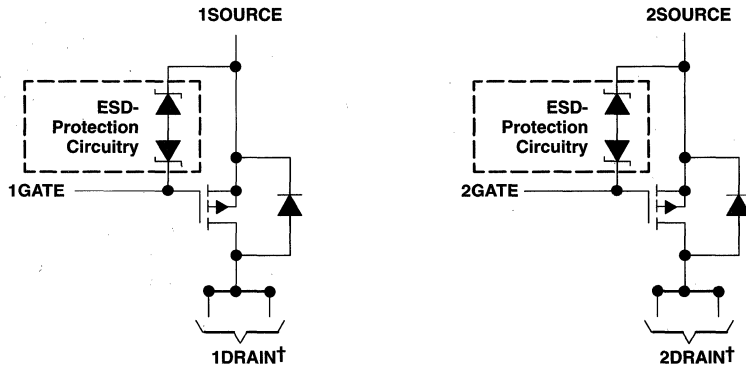 1SOURCE
2SOURCE
ESD-
Protection
Circuitry
ESD-
Protection
Circuitry
1GATE
2GATE
1DRAIN†
2DRAIN†